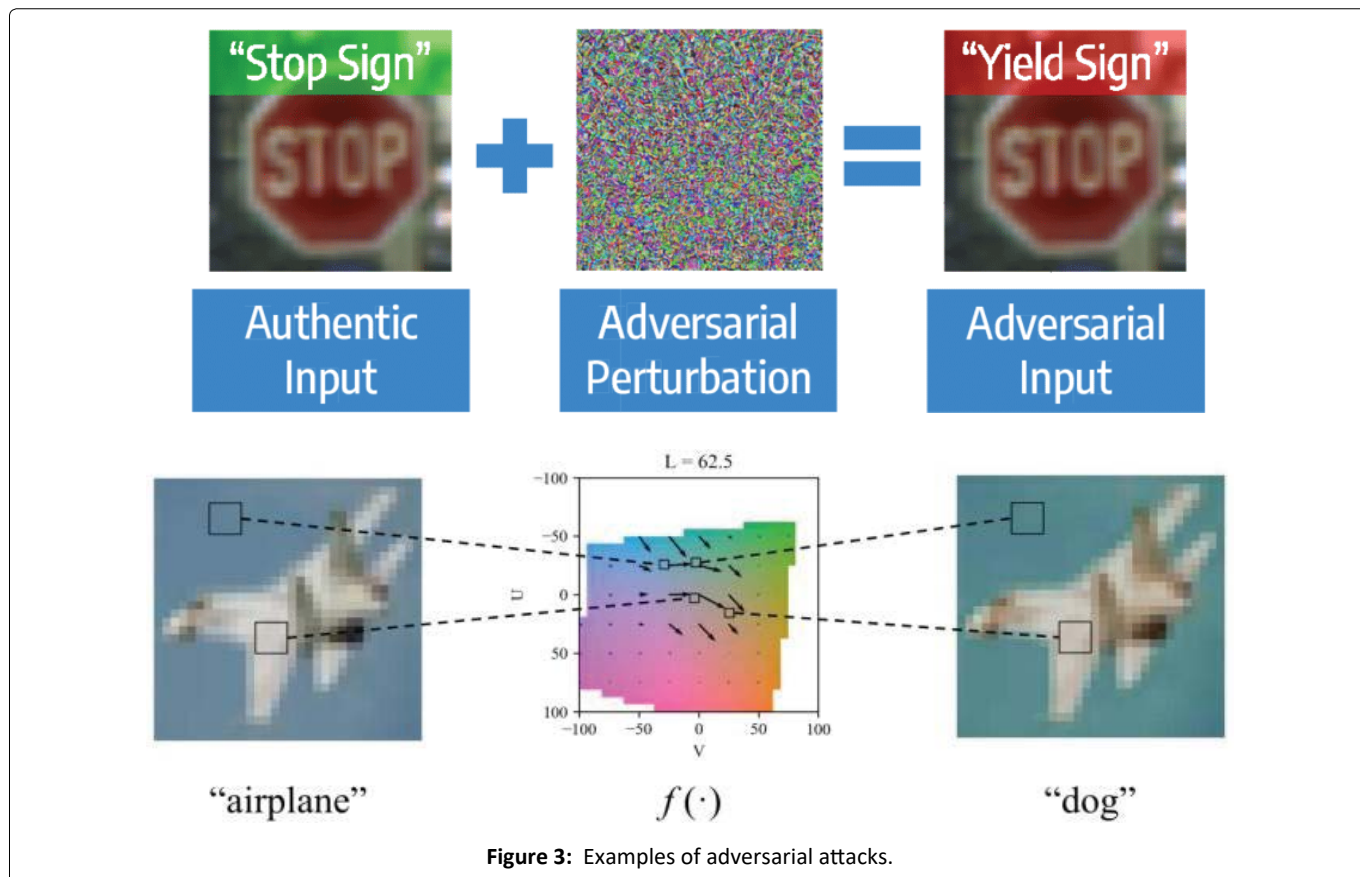 “Stop Sign”
“Yield Sign”
STOP
STOP
Authentic
Input
Adversarial
Perturbation
Adversarial
Input
L = 62.5
−100
−50
0
50
100
U
−100
−50
0
50
100
V
“airplane”
f(·)
“dog”
Figure 3: Examples of adversarial attacks.